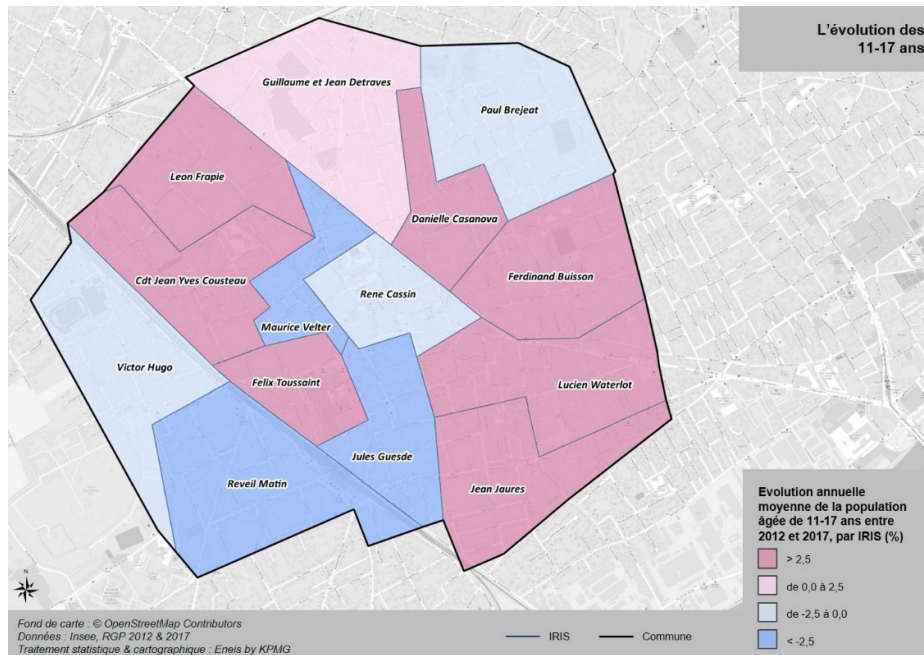 L'évolution des
11-17 ans
Guillaume et Jean Detraves
Paul Brejeat
Leon Frapie
Danielle Casanova
Cdt Jean Yves Cousteau
Ferdinand Buisson
Rene Cassin
Maurice Velter
Victor Hugo
Felix Toussaint
Lucien Waterlot
Jules Guesde
Reveil Matin
Jean Jaures
Evolution annuelle
moyenne de la population
âgée de 11-17 ans entre
2012 et 2017, par IRIS (%)
> 2,5
de 0,0 à 2,5
de -2,5 à 0,0
< -2,5
N
Fond de carte : © OpenStreetMap Contributors
Données : Insee, RGP 2012 & 2017
Traitement statistique & cartographique : Eneis by KPMG
IRIS
Commune